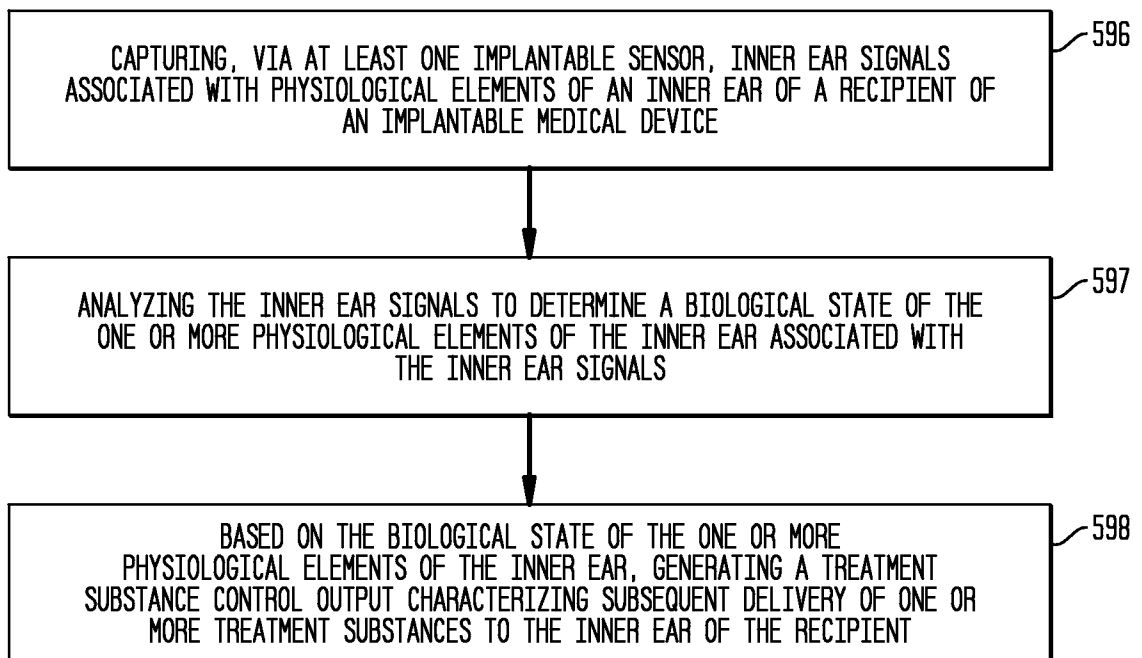 CAPTURING, VIA AT LEAST ONE IMPLANTABLE SENSOR, INNER EAR SIGNALS
ASSOCIATED WITH PHYSIOLOGICAL ELEMENTS OF AN INNER EAR OF A RECIPIENT OF
AN IMPLANTABLE MEDICAL DEVICE
596
ANALYZING THE INNER EAR SIGNALS TO DETERMINE A BIOLOGICAL STATE OF THE
ONE OR MORE PHYSIOLOGICAL ELEMENTS OF THE INNER EAR ASSOCIATED WITH
THE INNER EAR SIGNALS
597
BASED ON THE BIOLOGICAL STATE OF THE ONE OR MORE
PHYSIOLOGICAL ELEMENTS OF THE INNER EAR, GENERATING A TREATMENT
SUBSTANCE CONTROL OUTPUT CHARACTERIZING SUBSEQUENT DELIVERY OF ONE OR
MORE TREATMENT SUBSTANCES TO THE INNER EAR OF THE RECIPIENT
598